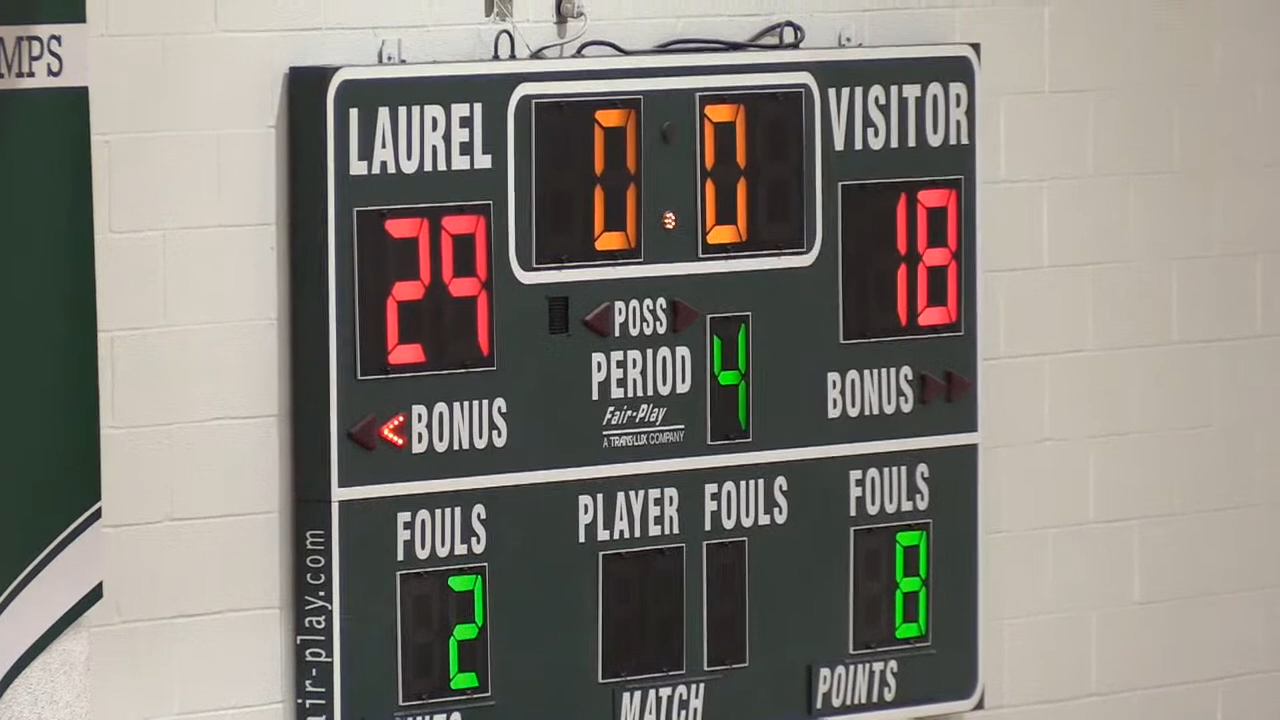 MPS
LAUREL
0.0
VISITOR
29
18
POSS
PERIOD
4
Fair-Play
A TRANS-LUX COMPANY
<BONUS
BONUS
FOULS
PLAYER FOULS
FOULS
2
8
air-play.com
MATCH
POINTS